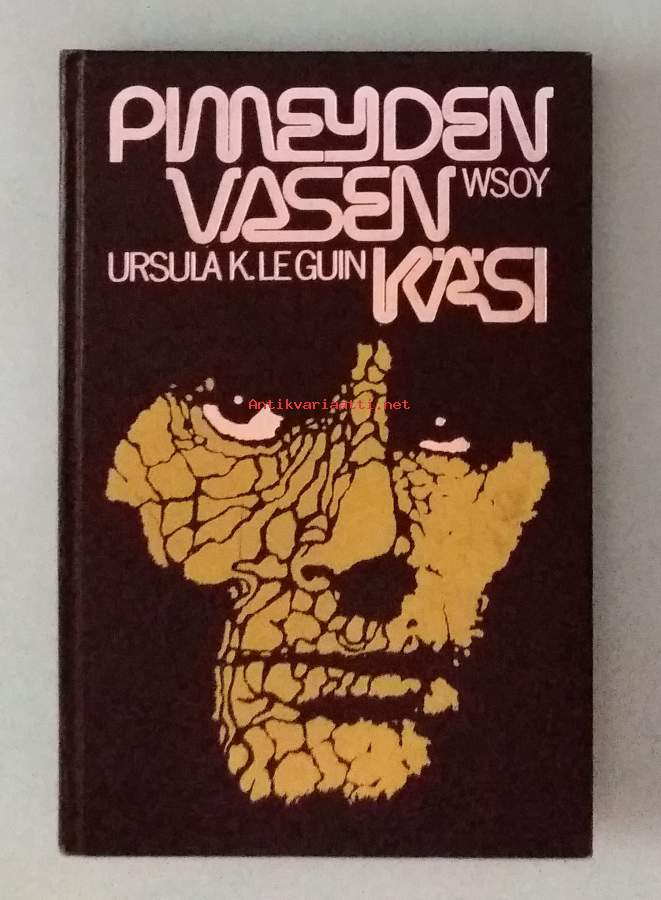 PIMEYDEN
VASEN
WSOY
URSULA K. LE GUIN
KÄSI
Antikvariaatti.net